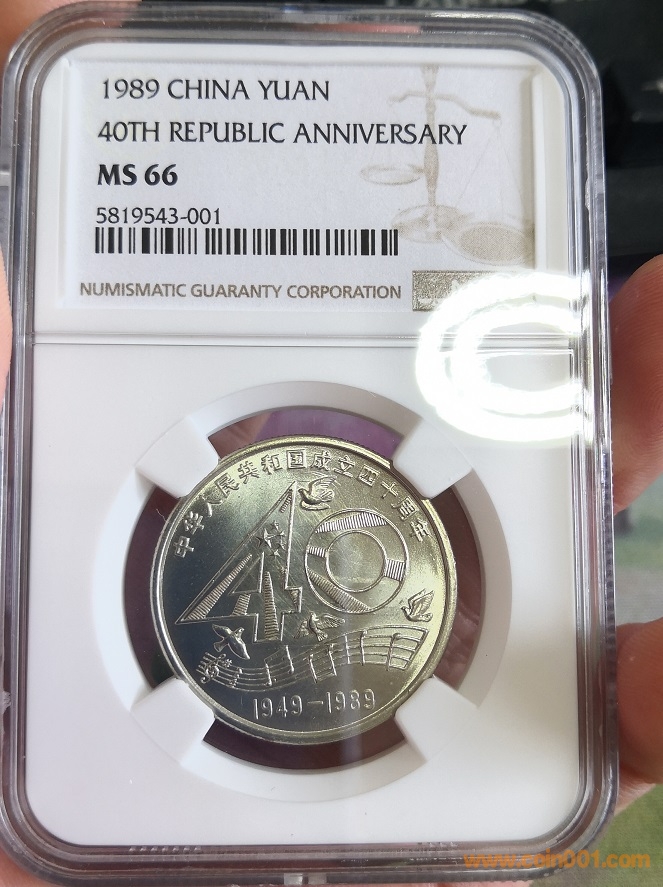 1989 CHINA YUAN
40TH REPUBLIC ANNIVERSARY
MS 66
5819543-001
NUMISMATIC GUARANTY CORPORATION
中华人民共和国成立四十周年
40
1949-1989
www.coin001.com